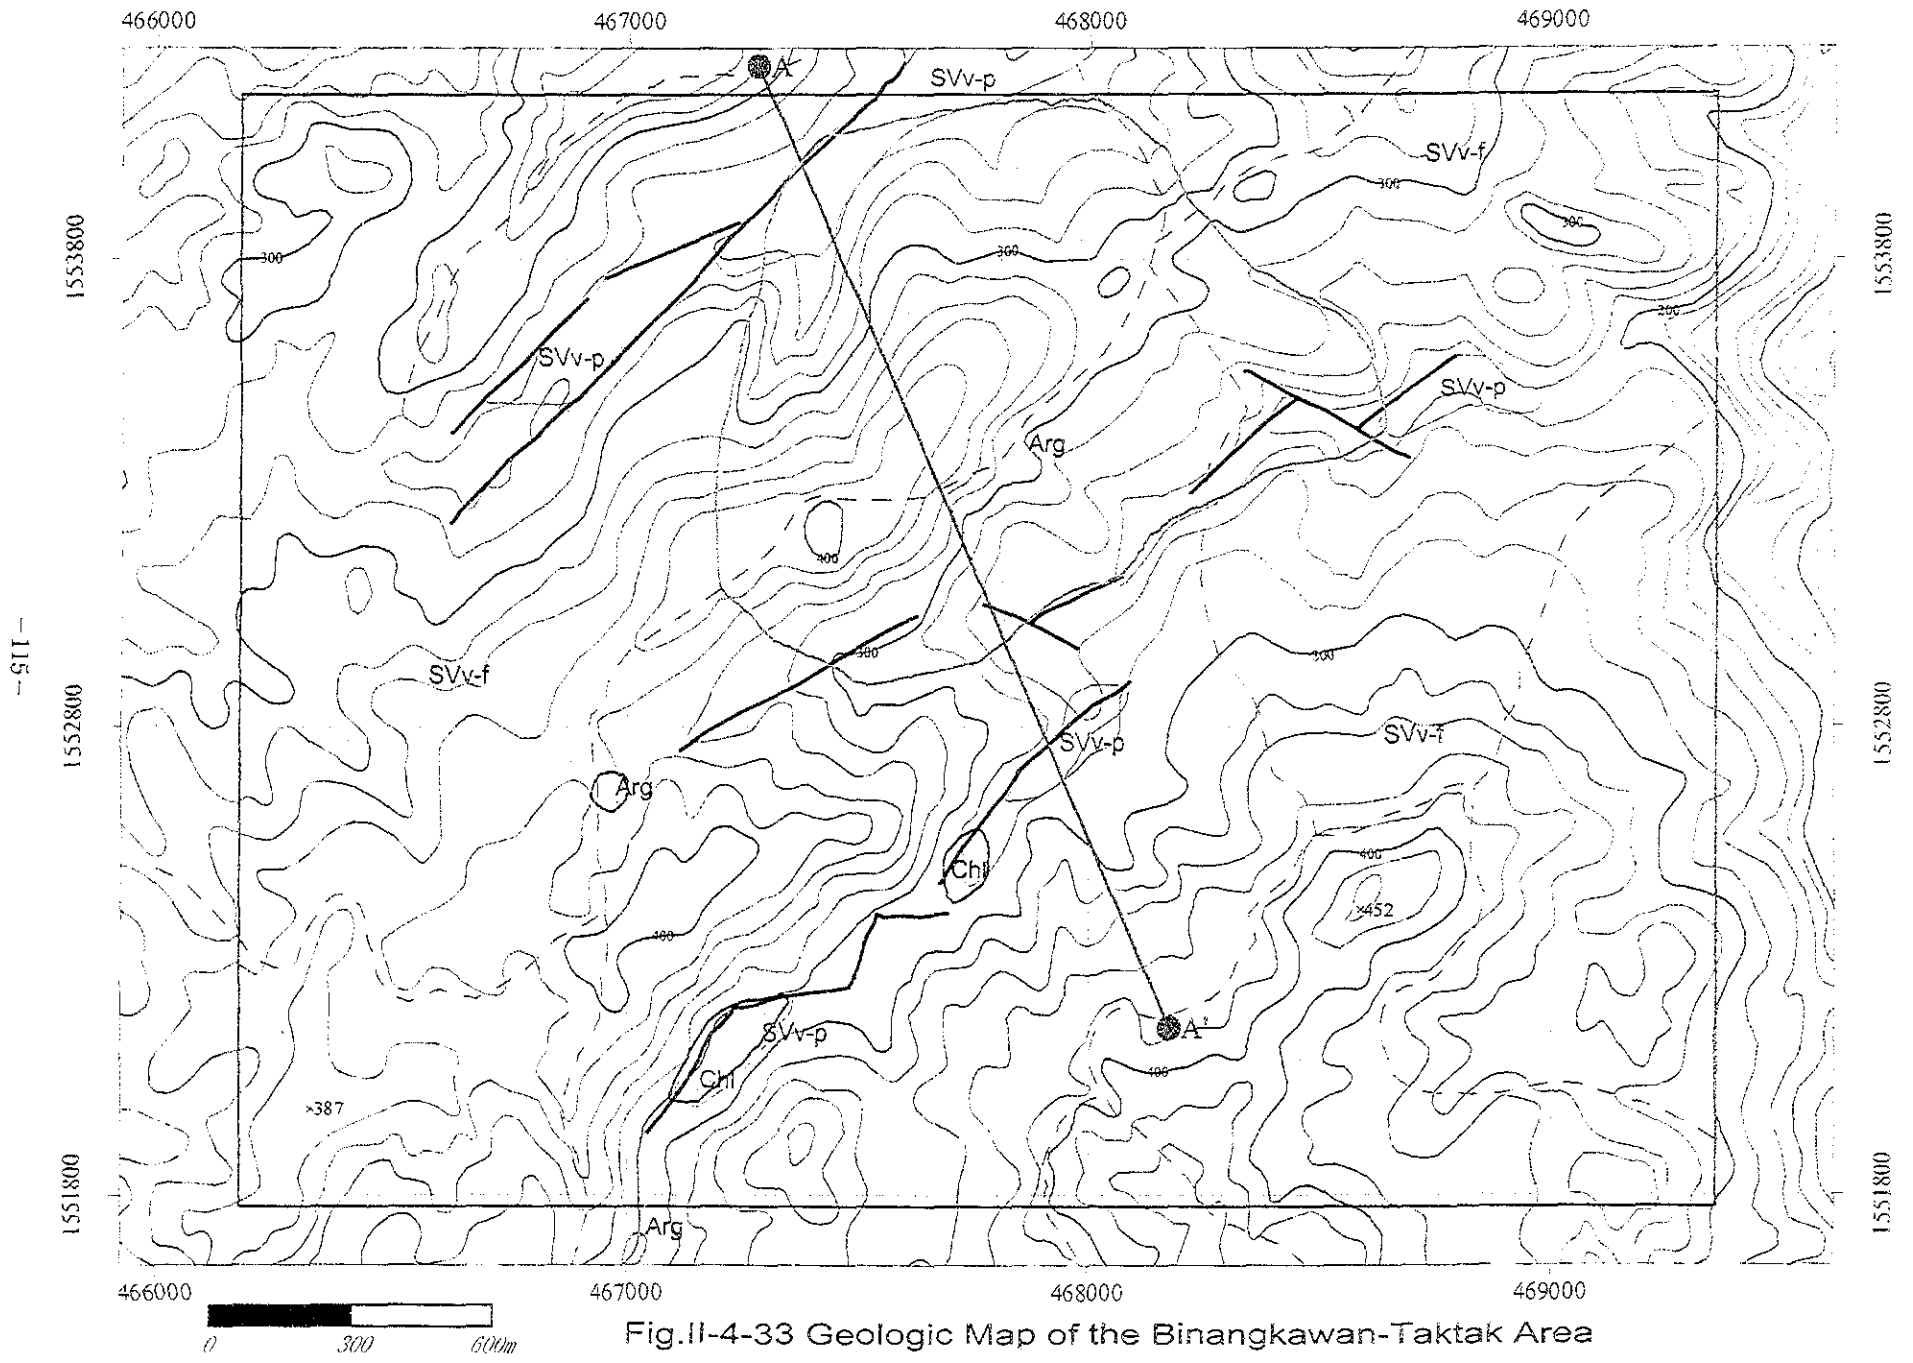 466000 467000 468000 469000
A
SVv-p
SVv-f
300
300
300
300
1553800
1553800
200
SVv-p
SVv-p
Arg
400
-115-
300
300
SVv-f
1552800
1552800
SVv-f
SVv-p
Arg
400
Chl
×452
400
A'
SVv-p
400
Chl
×387
1551800
1551800
Arg
466000 467000 468000 469000
0 300 600m
Fig.II-4-33 Geologic Map of the Binangkawan-Taktak Area